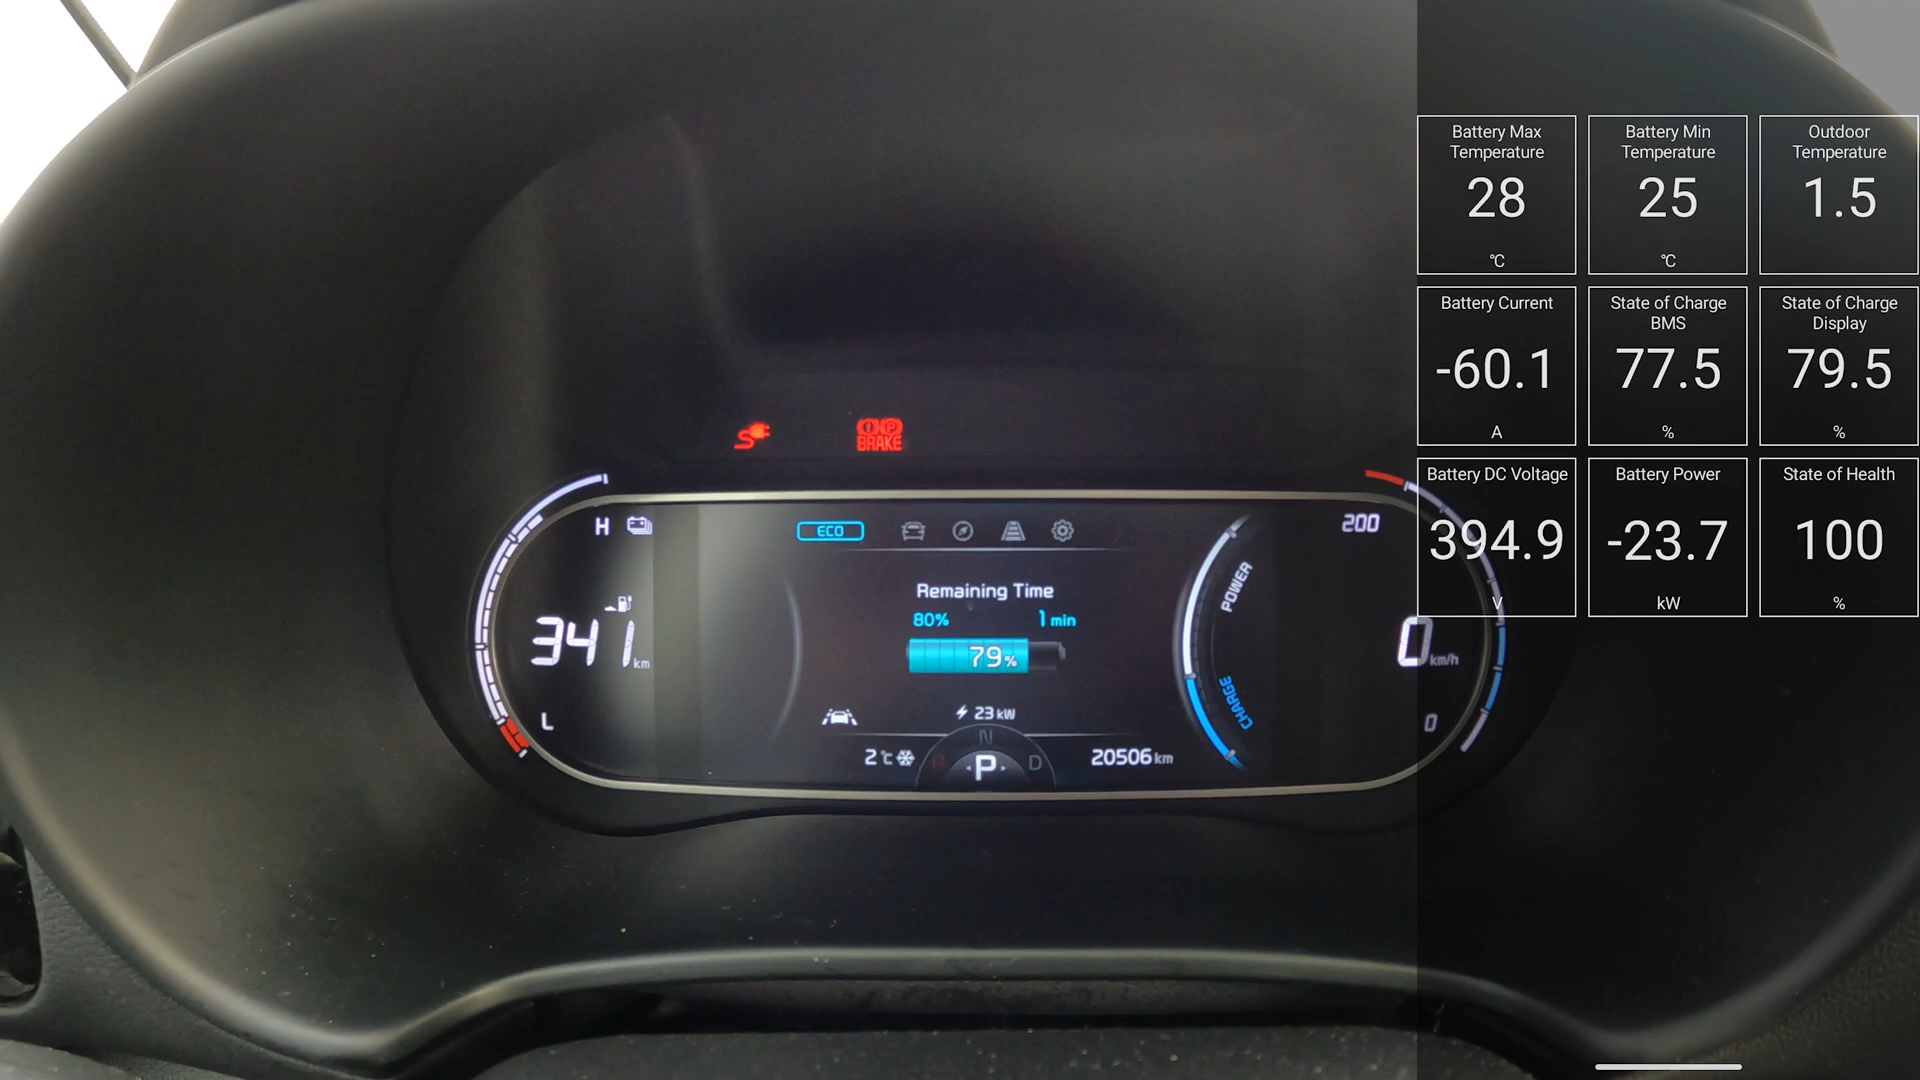 Battery Max
Temperature
28
℃
Battery Min
Temperature
25
℃
Outdoor
Temperature
1.5
Battery Current
-60.1
A
State of Charge
BMS
77.5
%
State of Charge
Display
79.5
%
Battery DC Voltage
394.9
V
Battery Power
-23.7
kW
State of Health
100
%
BRAKE
H
341 km
L
ECO
Remaining Time
80% 1 min
79%
23 kW
2℃
R N D
P
20506 km
POWER
CHARGE
200
0 km/h
0